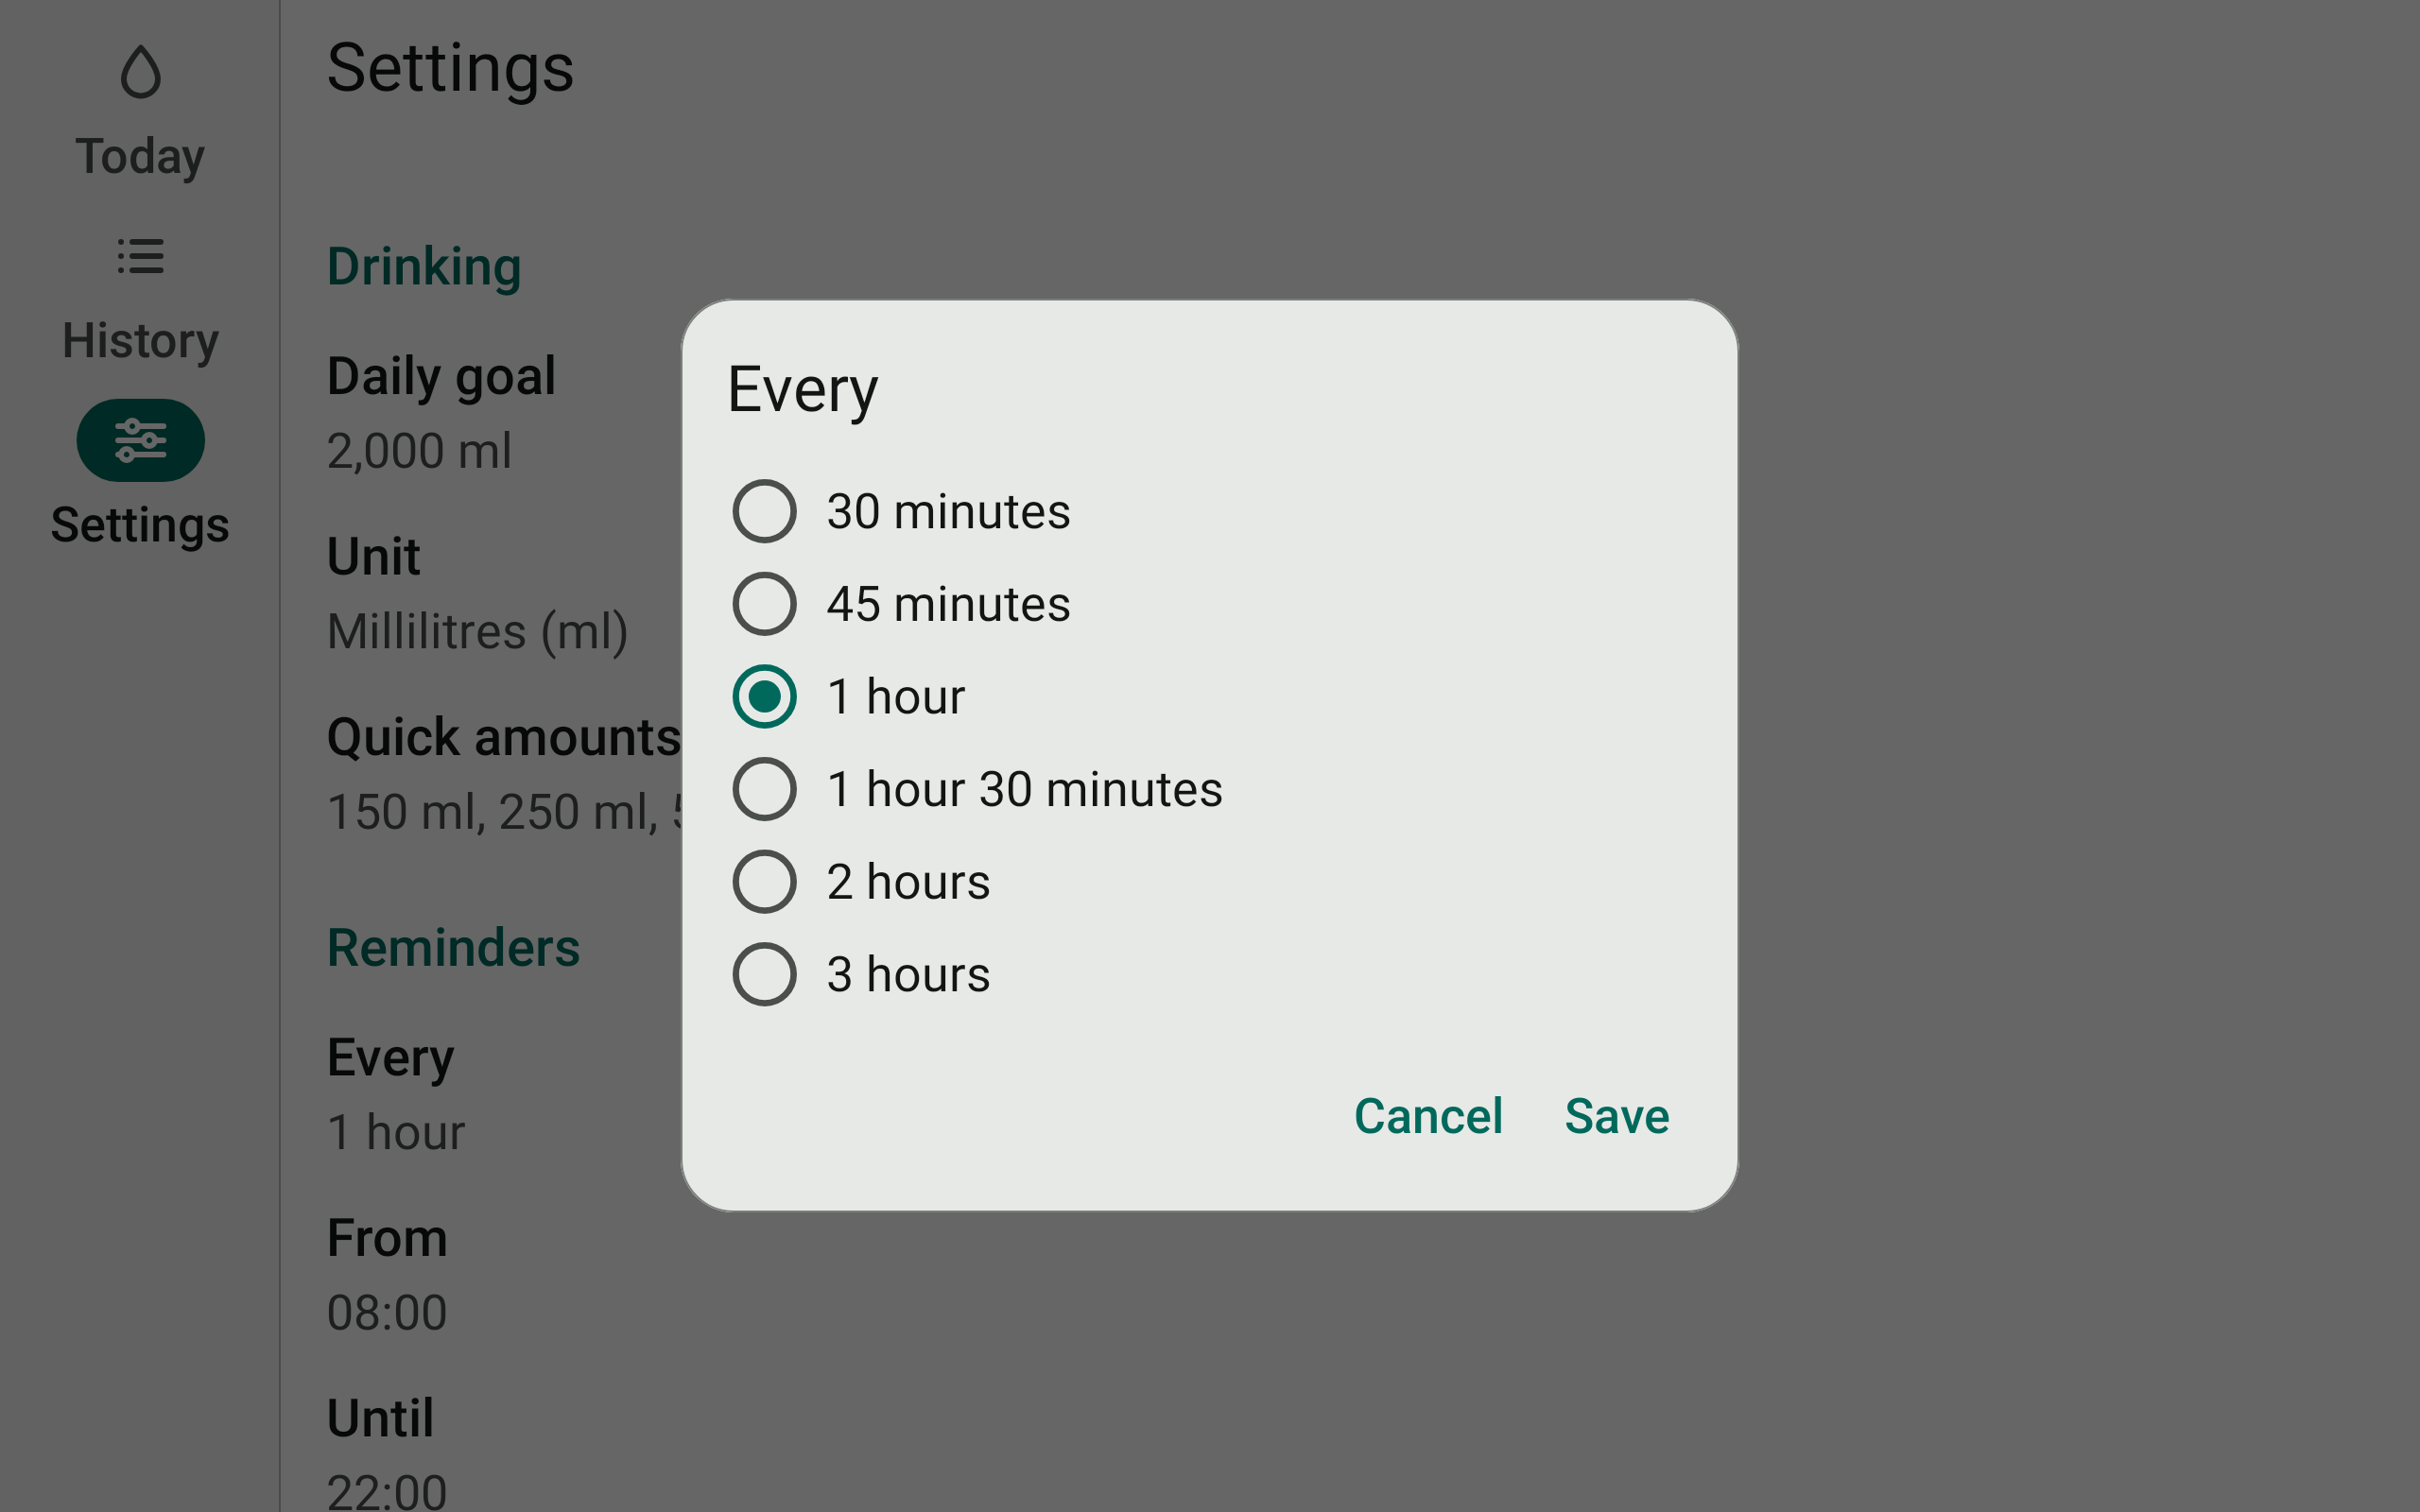 Today
History
Settings
Settings
Drinking
Daily goal
2,000 ml
Unit
Millilitres (ml)
Quick amounts
150 ml, 250 ml,
Reminders
Every
1 hour
From
08:00
Until
22:00
Every
30 minutes
45 minutes
1 hour
1 hour 30 minutes
2 hours
3 hours
Cancel
Save